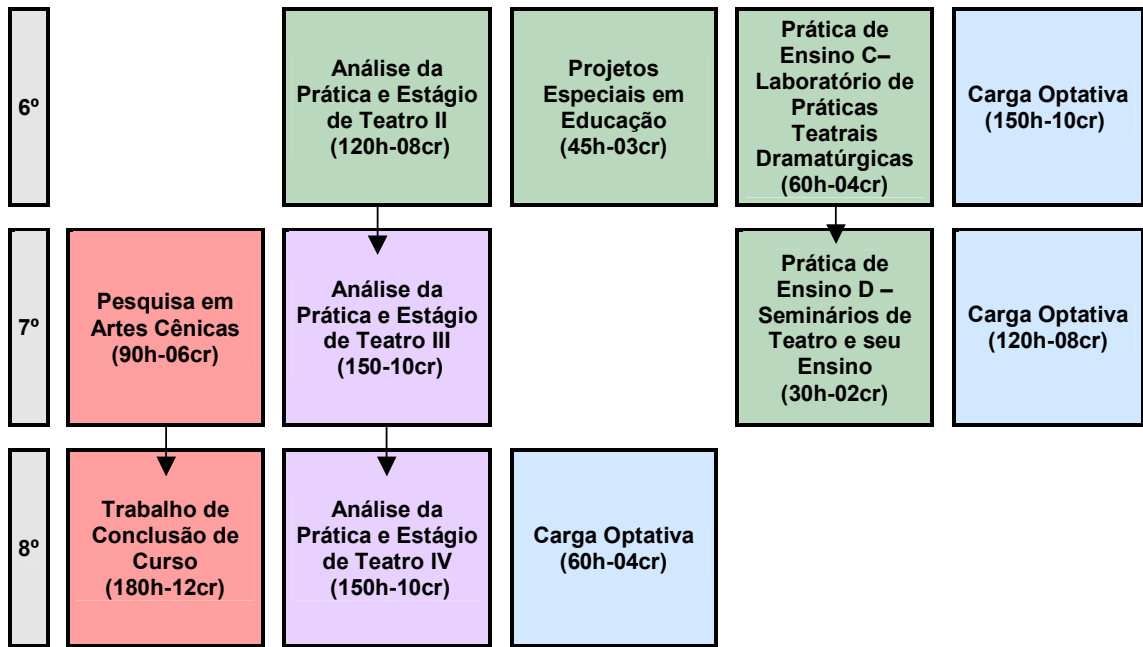 6º
Análise da
Prática e Estágio
de Teatro II
(120h-08cr)
Projetos
Especiais em
Educação
(45h-03cr)
Prática de
Ensino C–
Laboratório de
Práticas
Teatrais
Dramatúrgicas
(60h-04cr)
Carga Optativa
(150h-10cr)
7º
Pesquisa em
Artes Cênicas
(90h-06cr)
Análise da
Prática e Estágio
de Teatro III
(150-10cr)
Prática de
Ensino D –
Seminários de
Teatro e seu
Ensino
(30h-02cr)
Carga Optativa
(120h-08cr)
8º
Trabalho de
Conclusão de
Curso
(180h-12cr)
Análise da
Prática e Estágio
de Teatro IV
(150h-10cr)
Carga Optativa
(60h-04cr)